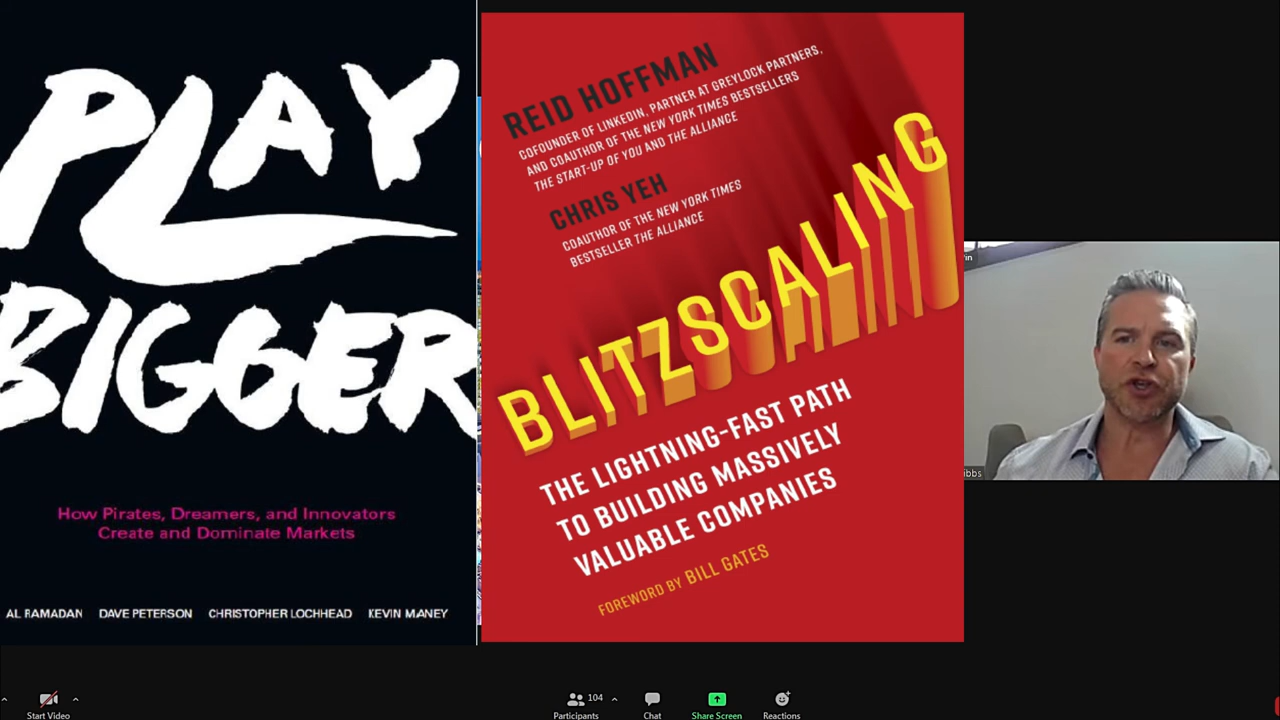 PLAY
BIGGER
How Pirates, Dreamers, and Innovators
Create and Dominate Markets
AL RAMADAN DAVE PETERSON CHRISTOPHER LOCHHEAD KEVIN MANEY
REID HOFFMAN
COFOUNDER OF LINKEDIN, PARTNER AT GREYLOCK PARTNERS,
AND COAUTHOR OF THE NEW YORK TIMES BESTSELLERS
THE START-UP OF YOU AND THE ALLIANCE
CHRIS YEH
COAUTHOR OF THE NEW YORK TIMES
BESTSELLER THE ALLIANCE
BLITZSCALING
THE LIGHTNING-FAST PATH
TO BUILDING MASSIVELY
VALUABLE COMPANIES
FOREWORD BY BILL GATES
Start Video
104
Participants
Chat
Share Screen
Reactions